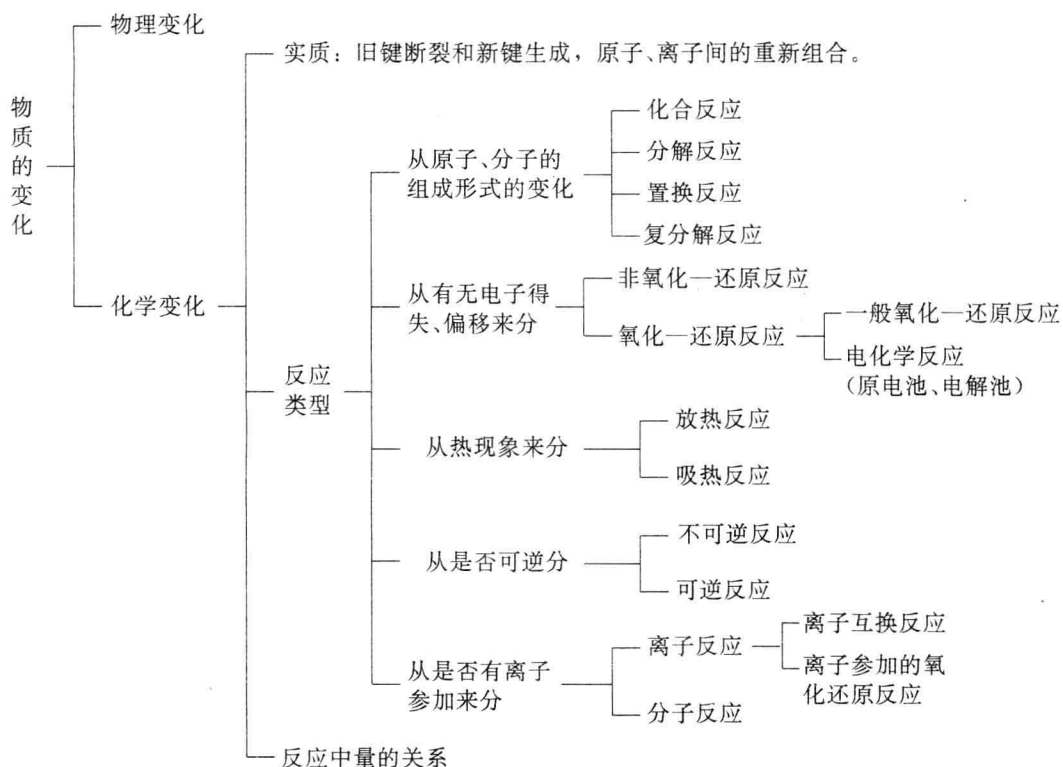 物理变化
实质：旧键断裂和新键生成，原子、离子间的重新组合。
物质的变化
化学变化
反应
类型
从原子、分子的
组成形式的变化
化合反应
分解反应
置换反应
复分解反应
从有无电子得
失、偏移来分
非氧化—还原反应
氧化—还原反应
一般氧化—还原反应
电化学反应
（原电池、电解池）
从热现象来分
放热反应
吸热反应
从是否可逆分
不可逆反应
可逆反应
从是否有离子
参加来分
离子反应
离子互换反应
离子参加的氧
化还原反应
分子反应
反应中量的关系